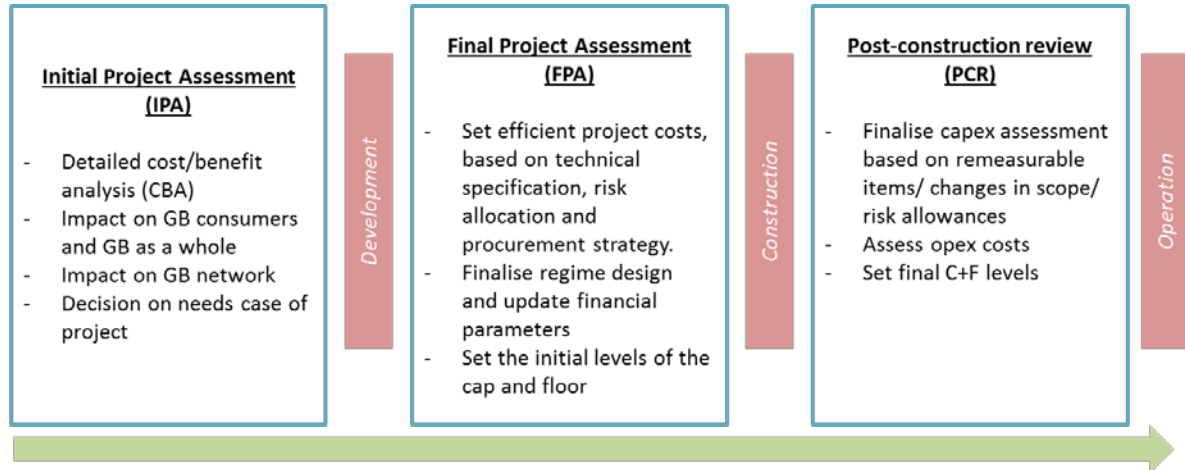 Initial Project Assessment
(IPA)
- Detailed cost/benefit
analysis (CBA)
- Impact on GB consumers
and GB as a whole
- Impact on GB network
- Decision on needs case of
project
Development
Final Project Assessment
(FPA)
- Set efficient project costs,
based on technical
specification, risk
allocation and
procurement strategy.
- Finalise regime design
and update financial
parameters
- Set the initial levels of the
cap and floor
Construction
Post-construction review
(PCR)
- Finalise capex assessment
based on remeasurable
items/ changes in scope/
risk allowances
- Assess opex costs
- Set final C+F levels
Operation